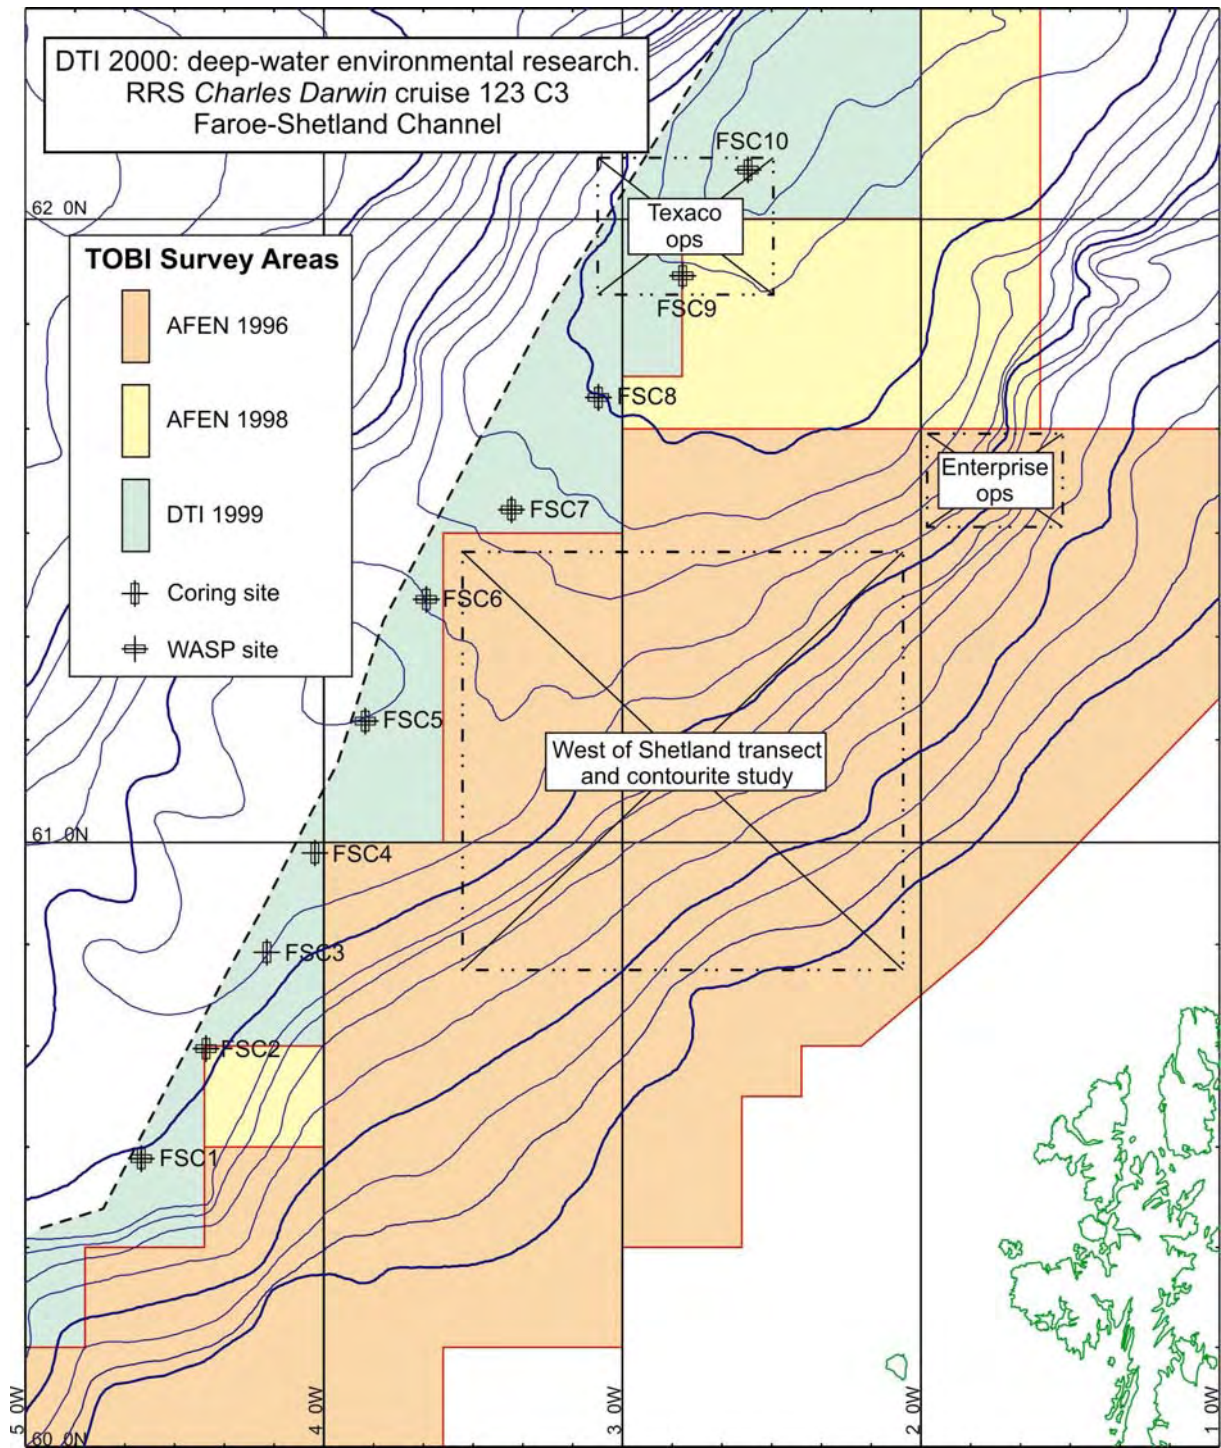 DTI 2000: deep-water environmental research.
RRS Charles Darwin cruise 123 C3
Faroe-Shetland Channel
FSC10
62 0N
Texaco
ops
TOBI Survey Areas
AFEN 1996
AFEN 1998
DTI 1999
Coring site
WASP site
FSC9
FSC8
Enterprise
ops
FSC7
FSC6
FSC5
West of Shetland transect
and contourite study
61 0N
FSC4
FSC3
FSC2
FSC1
5 0W
4 0W
3 0W
2 0W
1 0W
60 0N